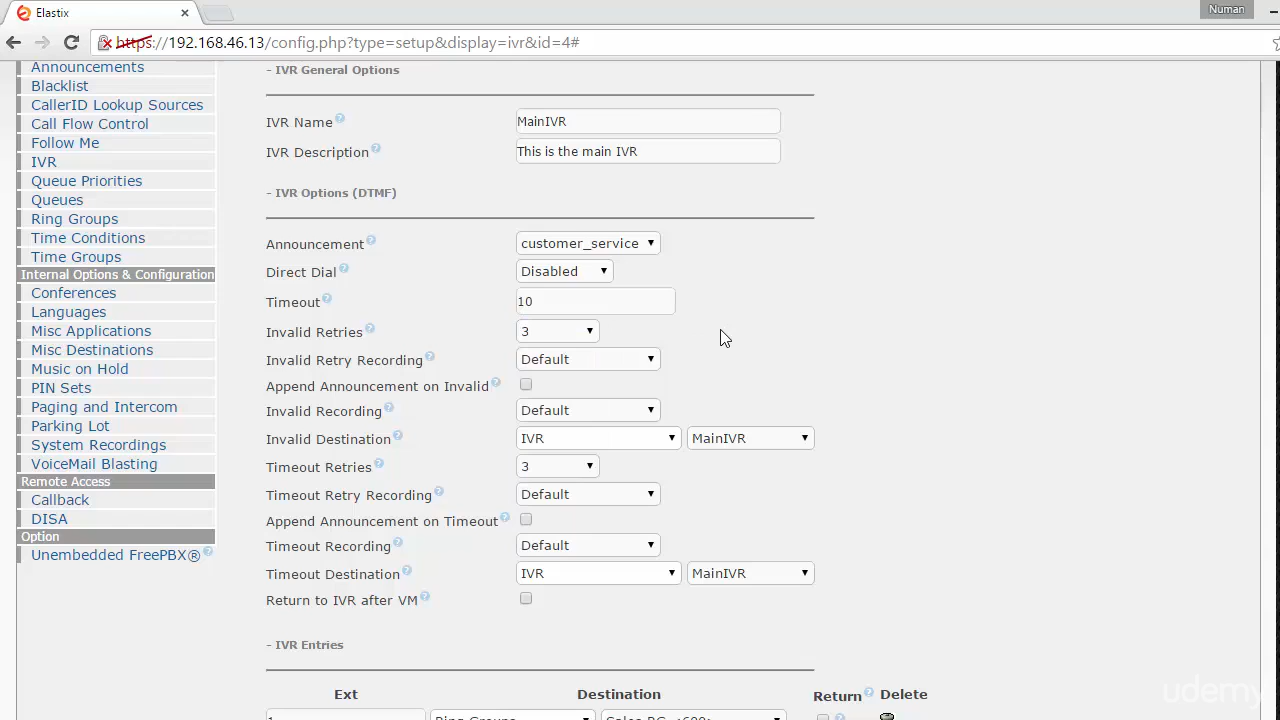 Elastix
Numan
https://192.168.46.13/config.php?type=setup&display=ivr&id=4#
Announcements
Blacklist
CallerID Lookup Sources
Call Flow Control
Follow Me
IVR
Queue Priorities
Queues
Ring Groups
Time Conditions
Time Groups
Internal Options & Configuration
Conferences
Languages
Misc Applications
Misc Destinations
Music on Hold
PIN Sets
Paging and Intercom
Parking Lot
System Recordings
VoiceMail Blasting
Remote Access
Callback
DISA
Option
Unembedded FreePBX®
- IVR General Options
IVR Name MainIVR
IVR Description This is the main IVR
- IVR Options (DTMF)
Announcement customer_service
Direct Dial Disabled
Timeout 10
Invalid Retries 3
Invalid Retry Recording Default
Append Announcement on Invalid
Invalid Recording Default
Invalid Destination IVR MainIVR
Timeout Retries 3
Timeout Retry Recording Default
Append Announcement on Timeout
Timeout Recording Default
Timeout Destination IVR MainIVR
Return to IVR after VM
- IVR Entries
Ext Destination Return Delete
1 Ring Groups Sales RG <600>
udemy